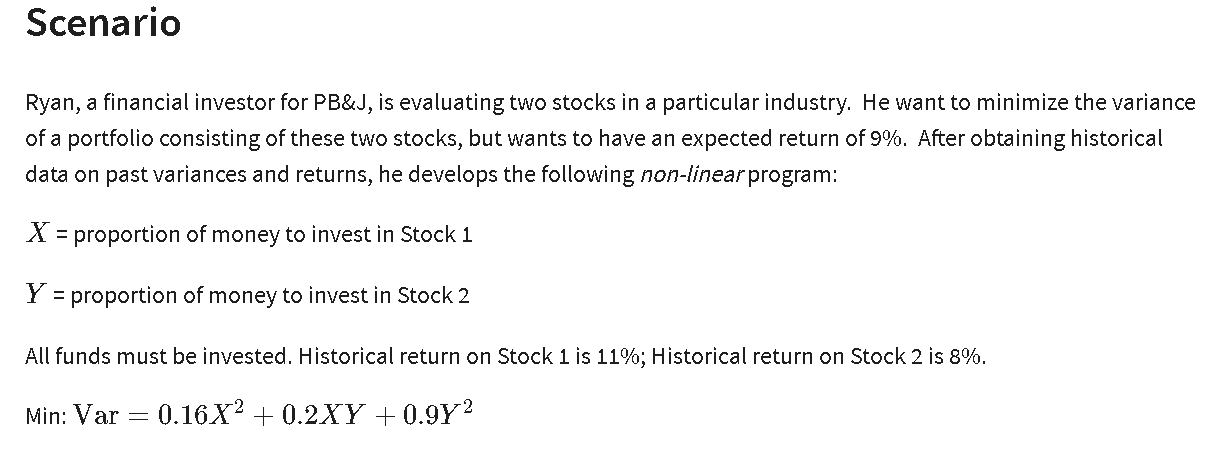 Scenario
Ryan, a financial investor for PB&J, is evaluating two stocks in a particular industry.  He want to minimize the variance
of a portfolio consisting of these two stocks, but wants to have an expected return of 9%.  After obtaining historical
data on past variances and returns, he develops the following non-linear program:
X = proportion of money to invest in Stock 1
Y = proportion of money to invest in Stock 2
All funds must be invested. Historical return on Stock 1 is 11%; Historical return on Stock 2 is 8%.
Min: Var = 0.16X² + 0.2XY + 0.9Y²